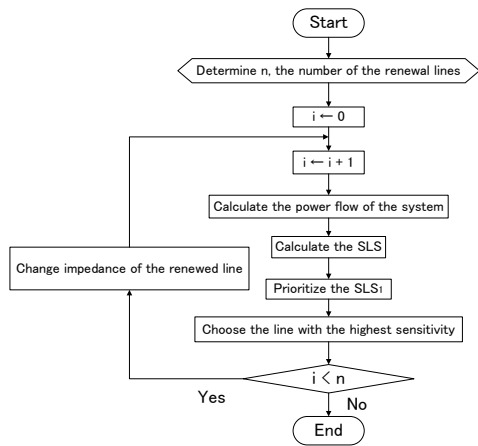 Start
Determine n, the number of the renewal lines
i ← 0
i ← i + 1
Calculate the power flow of the system
Calculate the SLS
Change impedance of the renewed line
Prioritize the SLS₁
Choose the line with the highest sensitivity
i < n
Yes
No
End